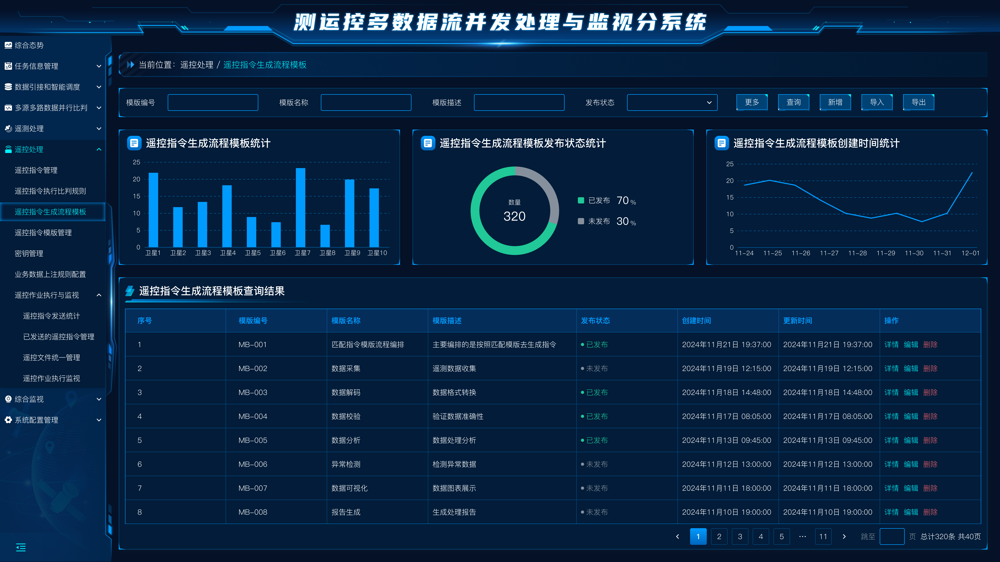 测运控多数据流并发处理与监视分系统
综合态势
任务信息管理
数据引接和智能调度
多源多路数据并行比判
遥测处理
遥控处理
遥控指令管理
遥控指令执行比判规则
遥控指令生成流程模板
遥控指令模版管理
密钥管理
业务数据上注规则配置
遥控作业执行与监视
遥控指令发送统计
已发送的遥控指令管理
遥控文件统一管理
遥控作业执行监视
综合监视
系统配置管理
当前位置：遥控处理 / 遥控指令生成流程模板
模版编号 模版名称 模版描述 发布状态 更多 查询 新增 导入 导出
遥控指令生成流程模板统计
25
20
15
10
5
0
卫星1 卫星2 卫星3 卫星4 卫星5 卫星6 卫星7 卫星8 卫星9 卫星10
遥控指令生成流程模板发布状态统计
数量
320
已发布 70 %
未发布 30 %
遥控指令生成流程模板创建时间统计
25
20
15
10
5
0
11-24 11-25 11-26 11-27 11-28 11-29 11-30 11-31 12-01
遥控指令生成流程模板查询结果
序号 模版编号 模版名称 模版描述 发布状态 创建时间 更新时间 操作
1 MB-001 匹配指令模版流程编排 主要编排的是按照匹配模版去生成指令 已发布 2024年11月21日 19:37:00 2024年11月21日 19:37:00 详情 编辑 删除
2 MB-002 数据采集 遥测数据收集 未发布 2024年11月19日 12:15:00 2024年11月19日 12:15:00 详情 编辑 删除
3 MB-003 数据解码 数据格式转换 已发布 2024年11月18日 14:48:00 2024年11月18日 14:48:00 详情 编辑 删除
4 MB-004 数据校验 验证数据准确性 已发布 2024年11月17日 08:05:00 2024年11月17日 08:05:00 详情 编辑 删除
5 MB-005 数据分析 数据处理分析 已发布 2024年11月13日 09:45:00 2024年11月13日 09:45:00 详情 编辑 删除
6 MB-006 异常检测 检测异常数据 未发布 2024年11月12日 13:00:00 2024年11月12日 13:00:00 详情 编辑 删除
7 MB-007 数据可视化 数据图表展示 未发布 2024年11月11日 18:00:00 2024年11月11日 18:00:00 详情 编辑 删除
8 MB-008 报告生成 生成处理报告 未发布 2024年11月10日 19:00:00 2024年11月10日 19:00:00 详情 编辑 删除
1 2 3 4 5 ··· 11 跳至 页 总计320条 共40页